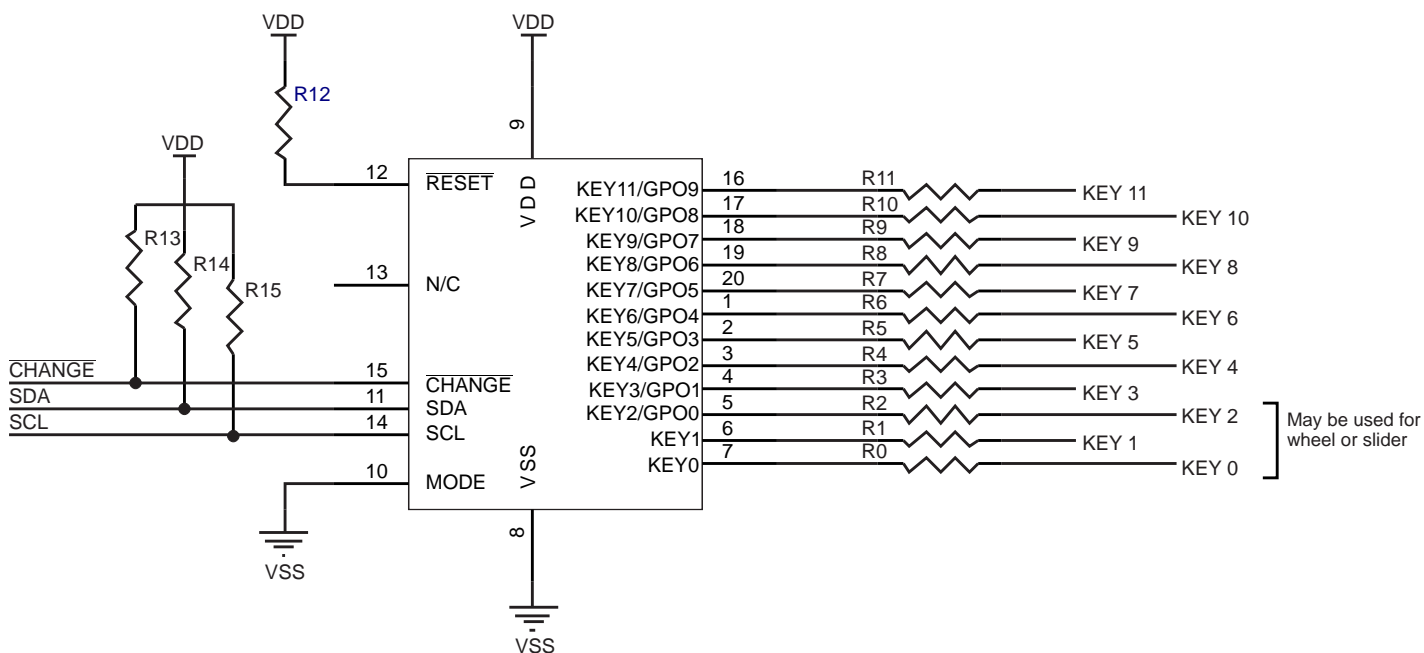 VDD
VDD
R12
9
VDD
12
RESET
VDD
KEY11/GPO9
16
R11
KEY 11
KEY10/GPO8
17
R10
KEY 10
R13
KEY9/GPO7
18
R9
KEY 9
R14
13
N/C
KEY8/GPO6
19
R8
KEY 8
R15
KEY7/GPO5
20
R7
KEY 7
KEY6/GPO4
1
R6
KEY 6
KEY5/GPO3
2
R5
KEY 5
CHANGE
15
CHANGE
KEY4/GPO2
3
R4
KEY 4
SDA
11
SDA
KEY3/GPO1
4
R3
KEY 3
SCL
14
SCL
KEY2/GPO0
5
R2
KEY 2
May be used for
wheel or slider
KEY1
6
R1
KEY 1
10
MODE
VSS
KEY0
7
R0
KEY 0
8
VSS
VSS